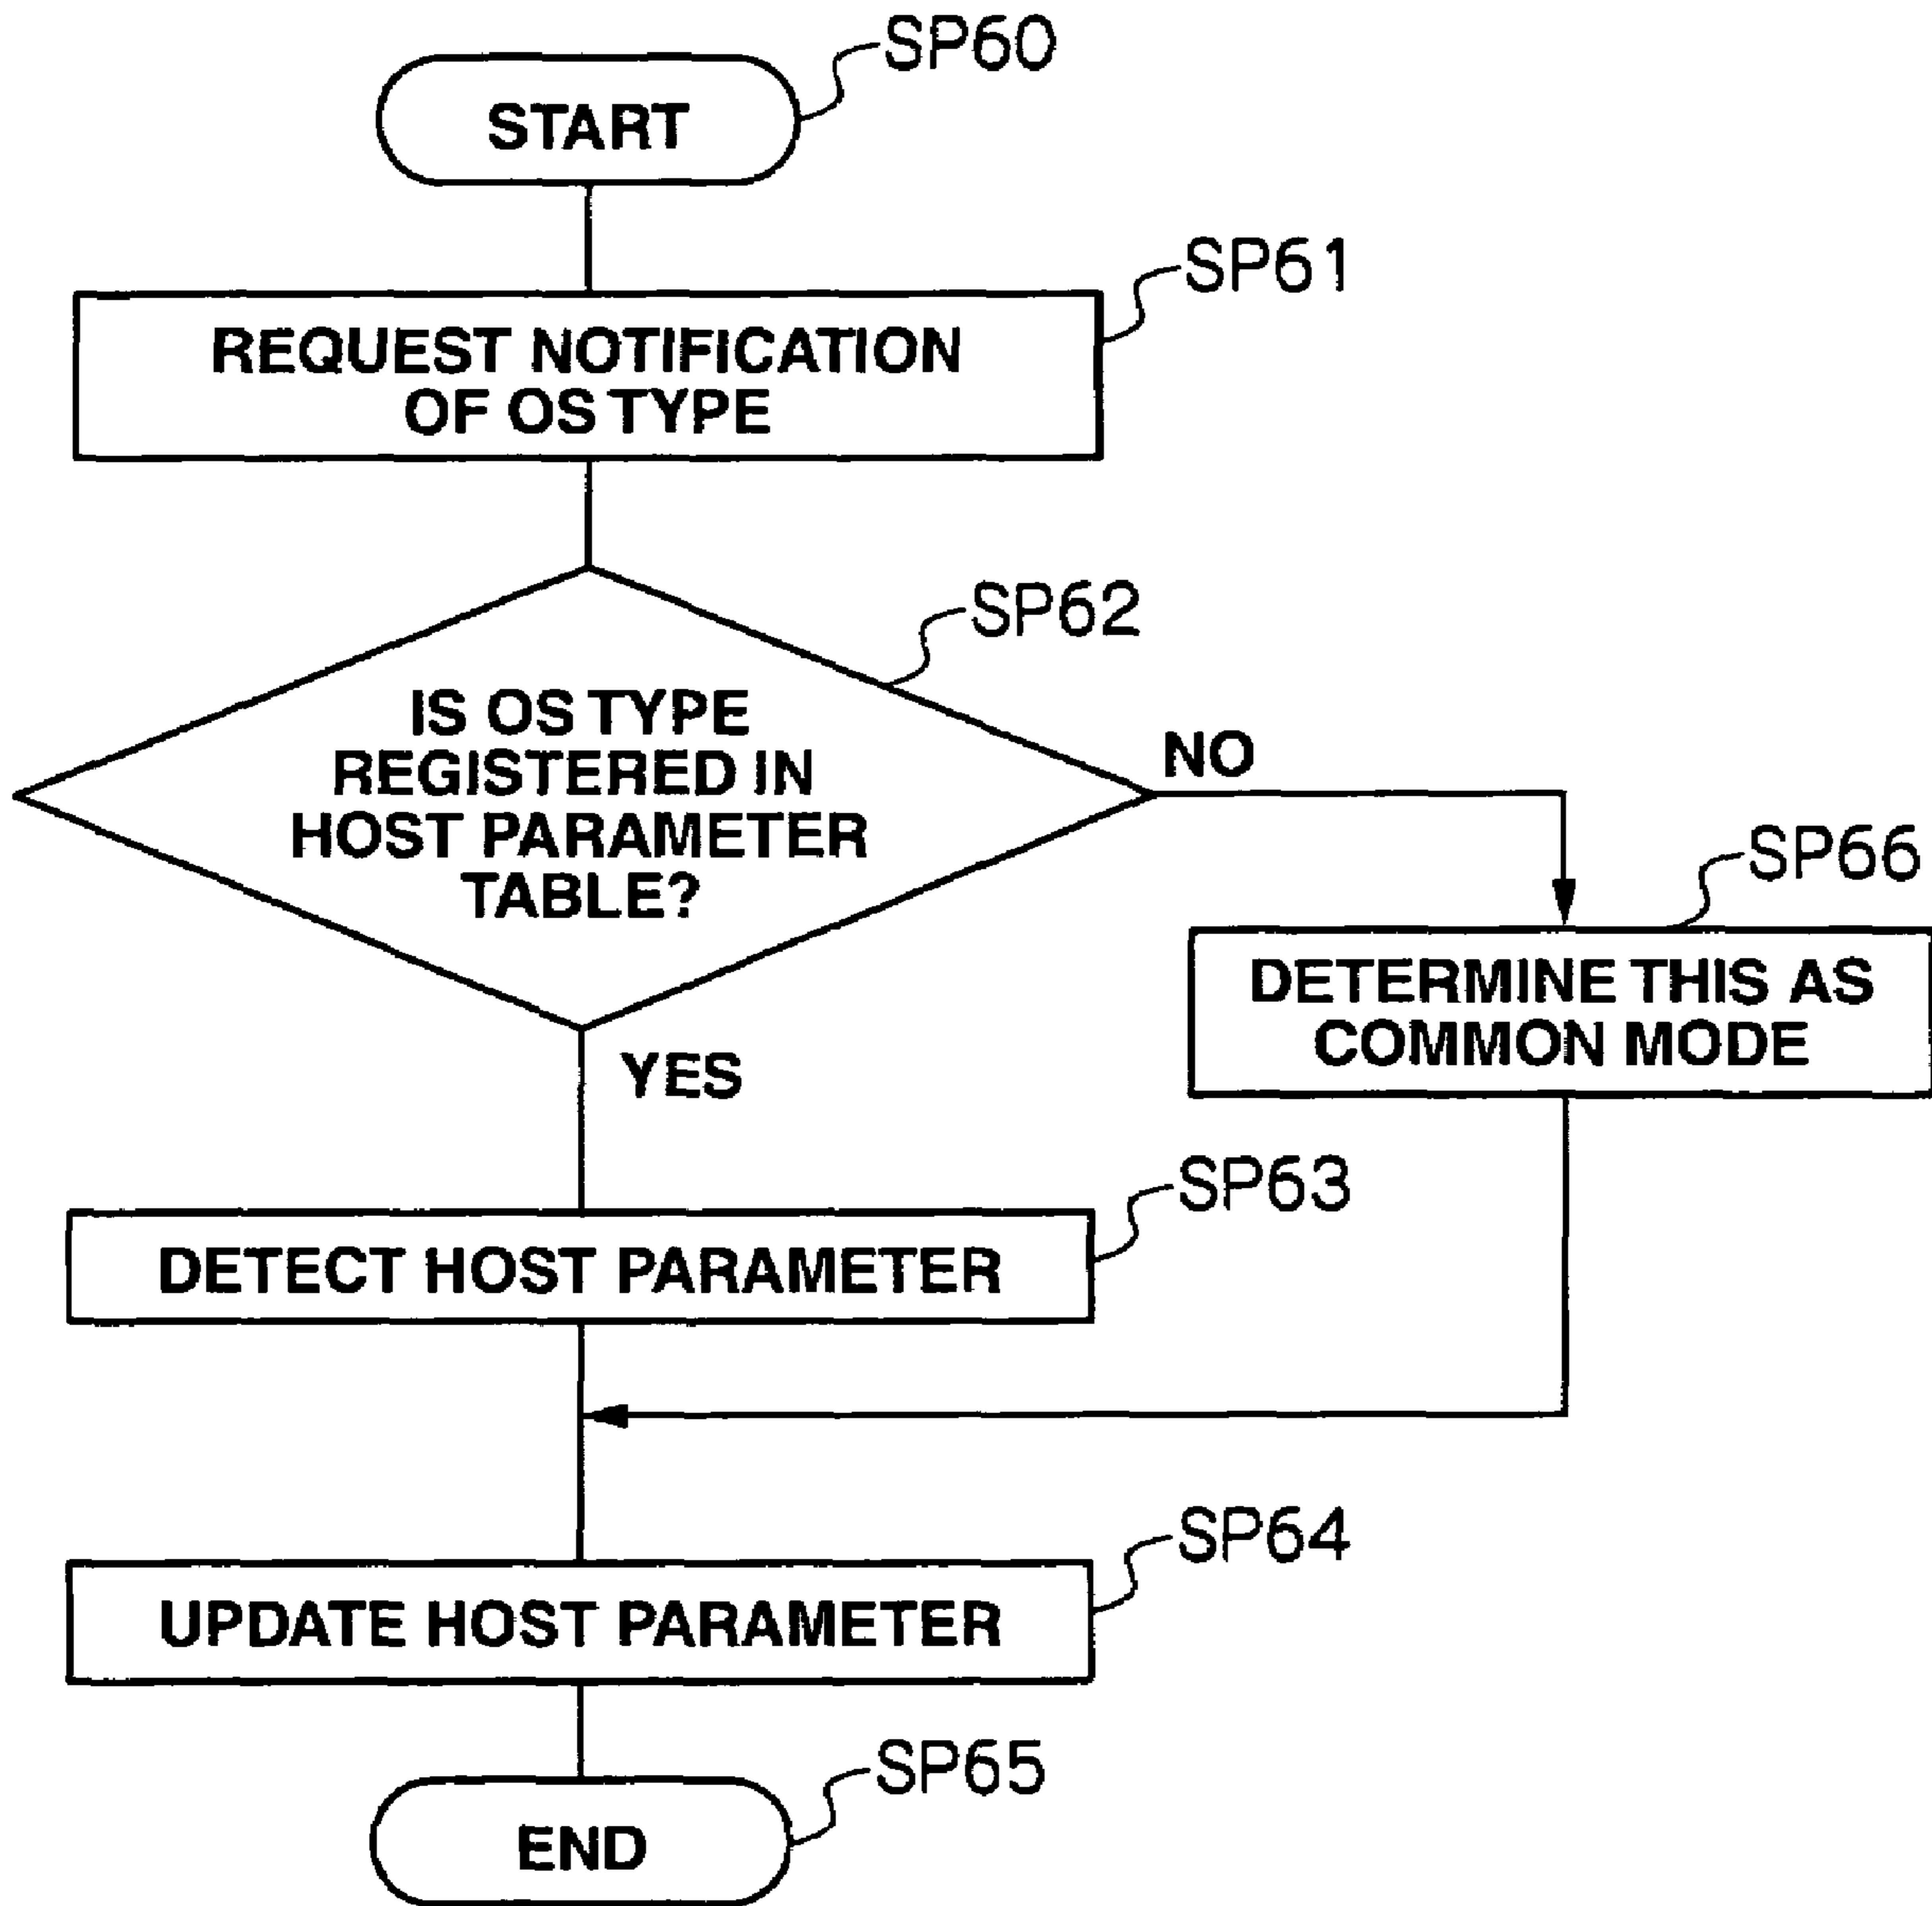 SP60
START
SP61
REQUEST NOTIFICATION
OF OS TYPE
SP62
IS OS TYPE
REGISTERED IN
HOST PARAMETER
TABLE?
NO
SP66
DETERMINE THIS AS
COMMON MODE
YES
SP63
DETECT HOST PARAMETER
SP64
UPDATE HOST PARAMETER
SP65
END